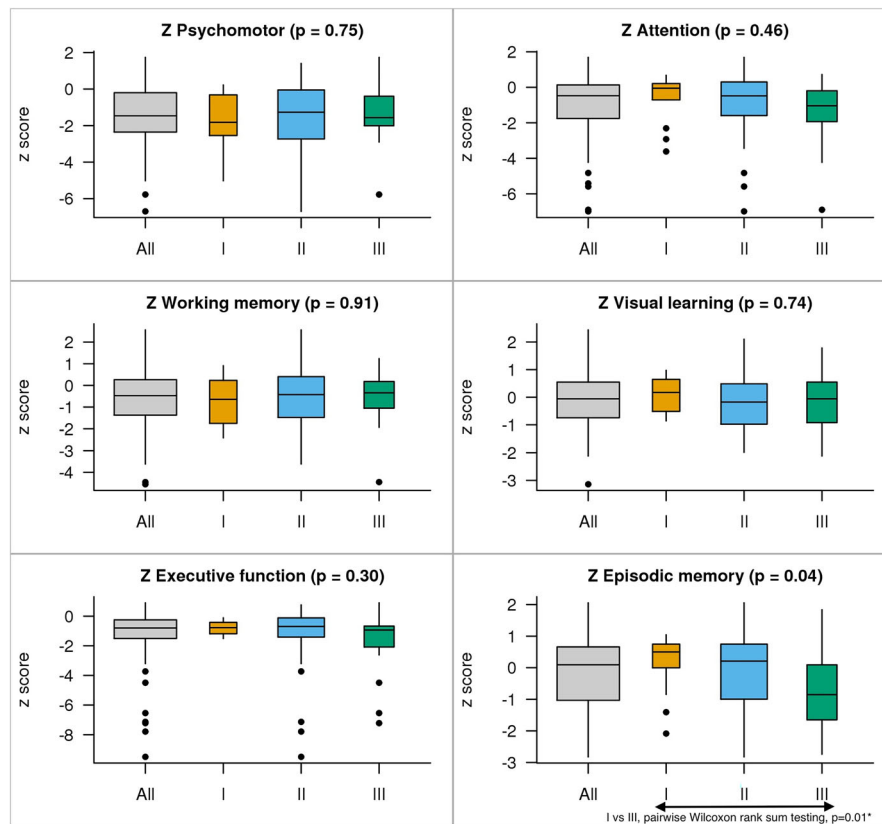 Z Psychomotor (p = 0.75)
z score
2
0
-2
-4
-6
All I II III
Z Attention (p = 0.46)
z score
2
0
-2
-4
-6
All I II III
Z Working memory (p = 0.91)
z score
2
1
0
-1
-2
-3
-4
All I II III
Z Visual learning (p = 0.74)
z score
2
1
0
-1
-2
-3
All I II III
Z Executive function (p = 0.30)
z score
0
-2
-4
-6
-8
All I II III
Z Episodic memory (p = 0.04)
z score
2
1
0
-1
-2
-3
All I II III
I vs III, pairwise Wilcoxon rank sum testing, p=0.01*